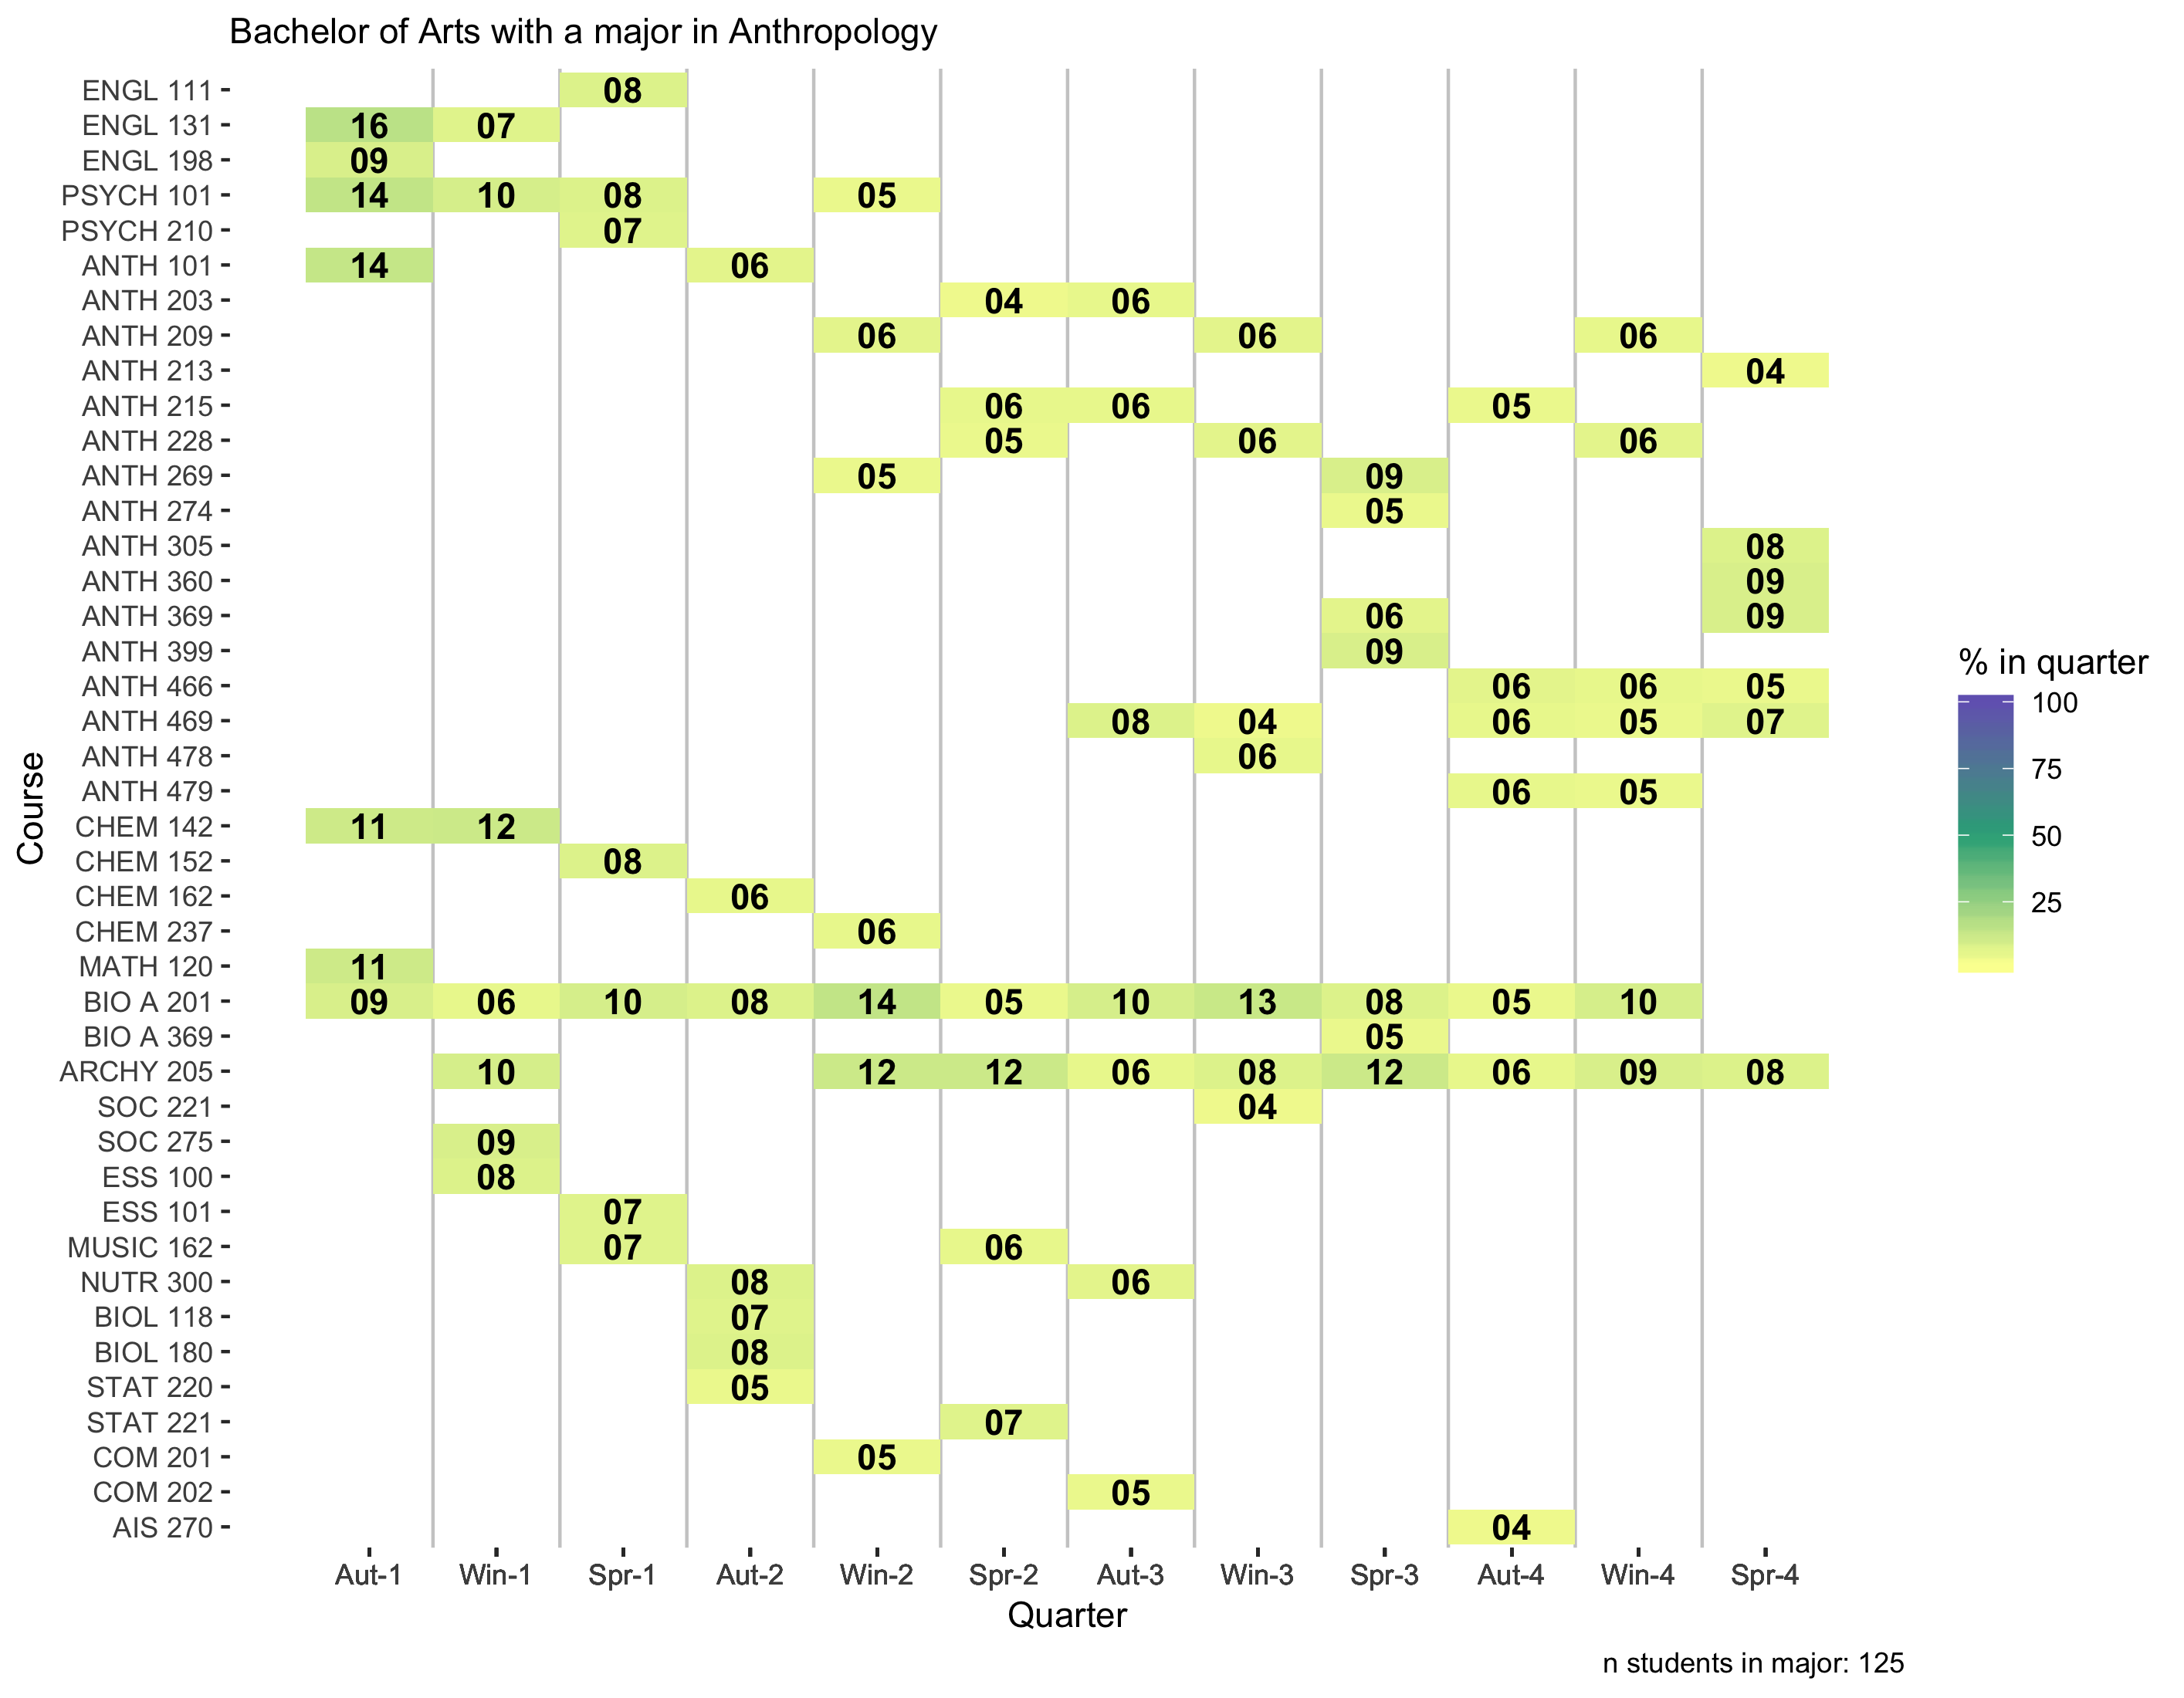 Bachelor of Arts with a major in Anthropology
ENGL 111 08
ENGL 131 16 07
ENGL 198 09
PSYCH 101 14 10 08 05
PSYCH 210 07
ANTH 101 14 06
ANTH 203 04 06
ANTH 209 06 06 06
ANTH 213 04
ANTH 215 06 06 05
ANTH 228 05 06 06
ANTH 269 05 09
ANTH 274 05
ANTH 305 08
ANTH 360 09
ANTH 369 06 09
ANTH 399 09
ANTH 466 06 06 05
ANTH 469 08 04 06 05 07
ANTH 478 06
ANTH 479 06 05
CHEM 142 11 12
CHEM 152 08
CHEM 162 06
CHEM 237 06
MATH 120 11
BIO A 201 09 06 10 08 14 05 10 13 08 05 10
BIO A 369 05
ARCHY 205 10 12 12 06 08 12 06 09 08
SOC 221 04
SOC 275 09
ESS 100 08
ESS 101 07
MUSIC 162 07 06
NUTR 300 08 06
BIOL 118 07
BIOL 180 08
STAT 220 05
STAT 221 07
COM 201 05
COM 202 05
AIS 270 04
Course
Aut-1 Win-1 Spr-1 Aut-2 Win-2 Spr-2 Aut-3 Win-3 Spr-3 Aut-4 Win-4 Spr-4
Quarter
% in quarter
100
75
50
25
n students in major: 125